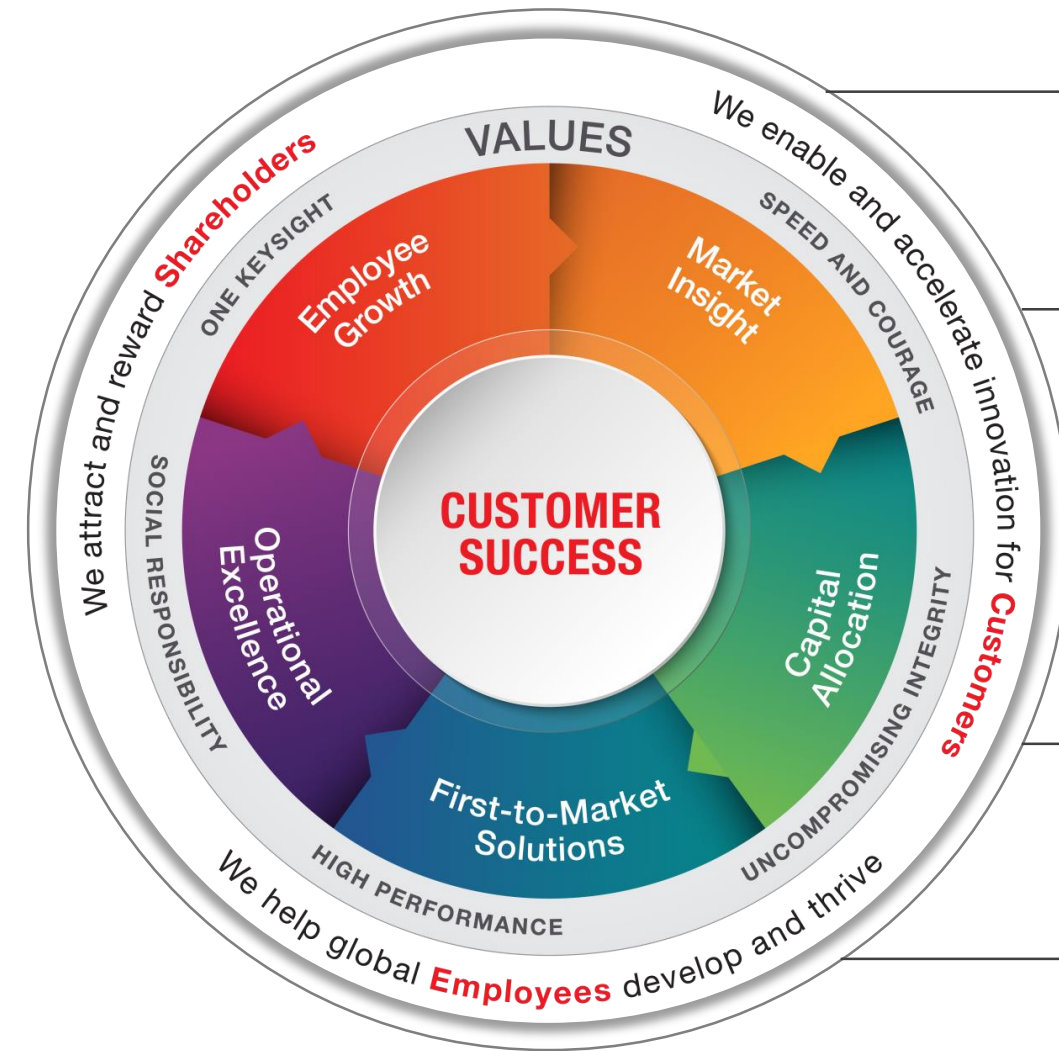 We attract and reward Shareholders
We enable and accelerate innovation for Customers
We help global Employees develop and thrive
VALUES
ONE KEYSIGHT
SPEED AND COURAGE
UNCOMPROMISING INTEGRITY
HIGH PERFORMANCE
SOCIAL RESPONSIBILITY
Employee
Growth
Market
Insight
Capital
Allocation
First-to-Market
Solutions
Operational
Excellence
CUSTOMER
SUCCESS